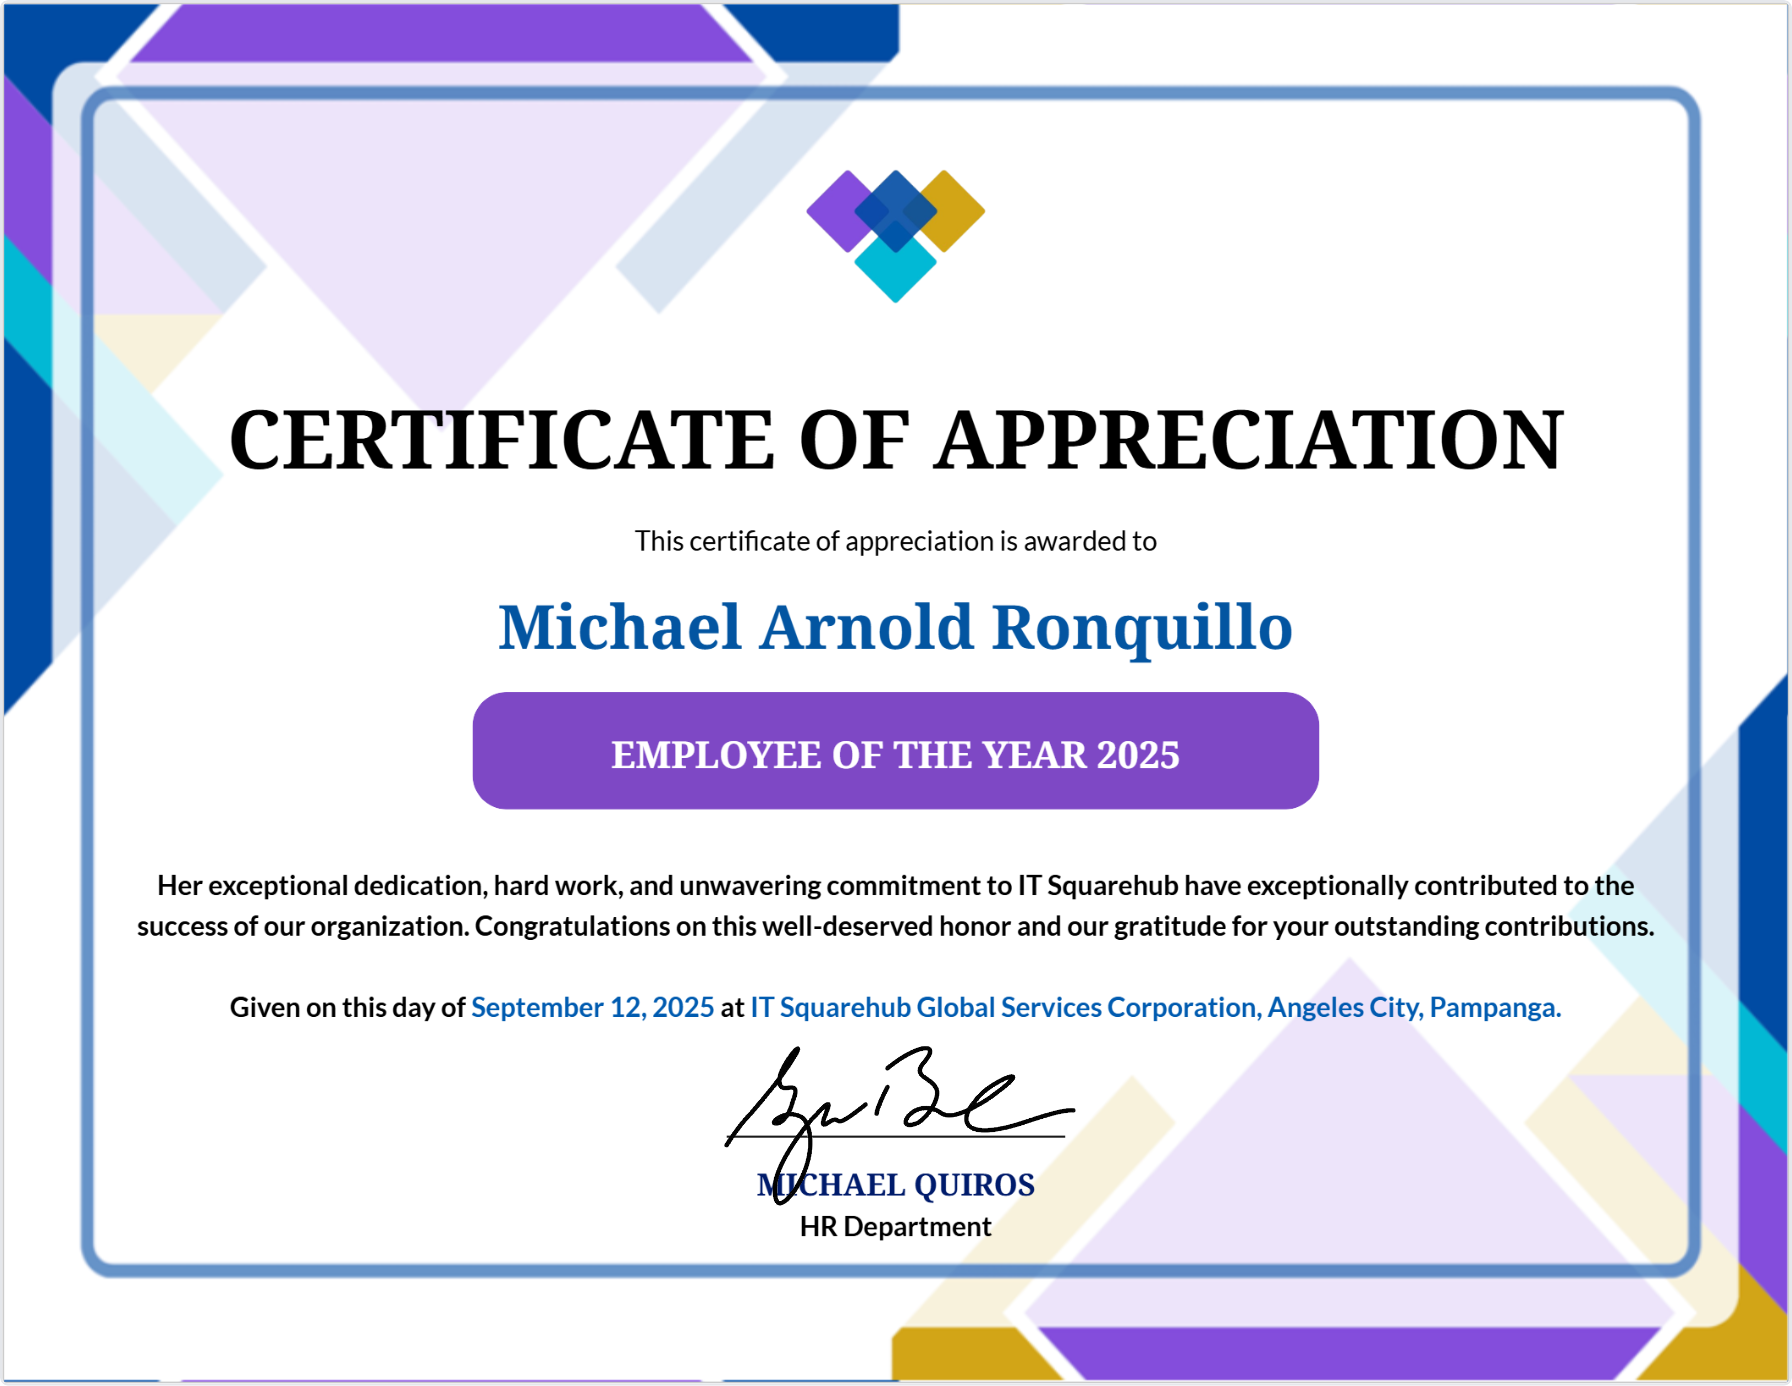 CERTIFICATE OF APPRECIATION
This certificate of appreciation is awarded to
Michael Arnold Ronquillo
EMPLOYEE OF THE YEAR 2025
Her exceptional dedication, hard work, and unwavering commitment to IT Squarehub have exceptionally contributed to the
success of our organization. Congratulations on this well-deserved honor and our gratitude for your outstanding contributions.
Given on this day of September 12, 2025 at IT Squarehub Global Services Corporation, Angeles City, Pampanga.
MICHAEL QUIROS
HR Department